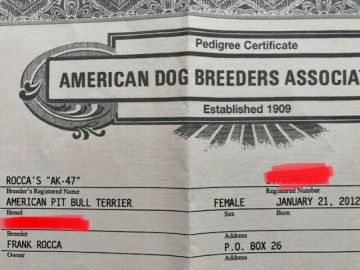 Pedigree Certificate
AMERICAN DOG BREEDERS ASSOCIAT
Established 1909
ROCCA'S "AK-47"
Breeder's Registered Name
Registered Number
AMERICAN PIT BULL TERRIER FEMALE JANUARY 21, 2012
Breed Sex Born
Breeder Address
FRANK ROCCA P.O. BOX 26
Owner Address